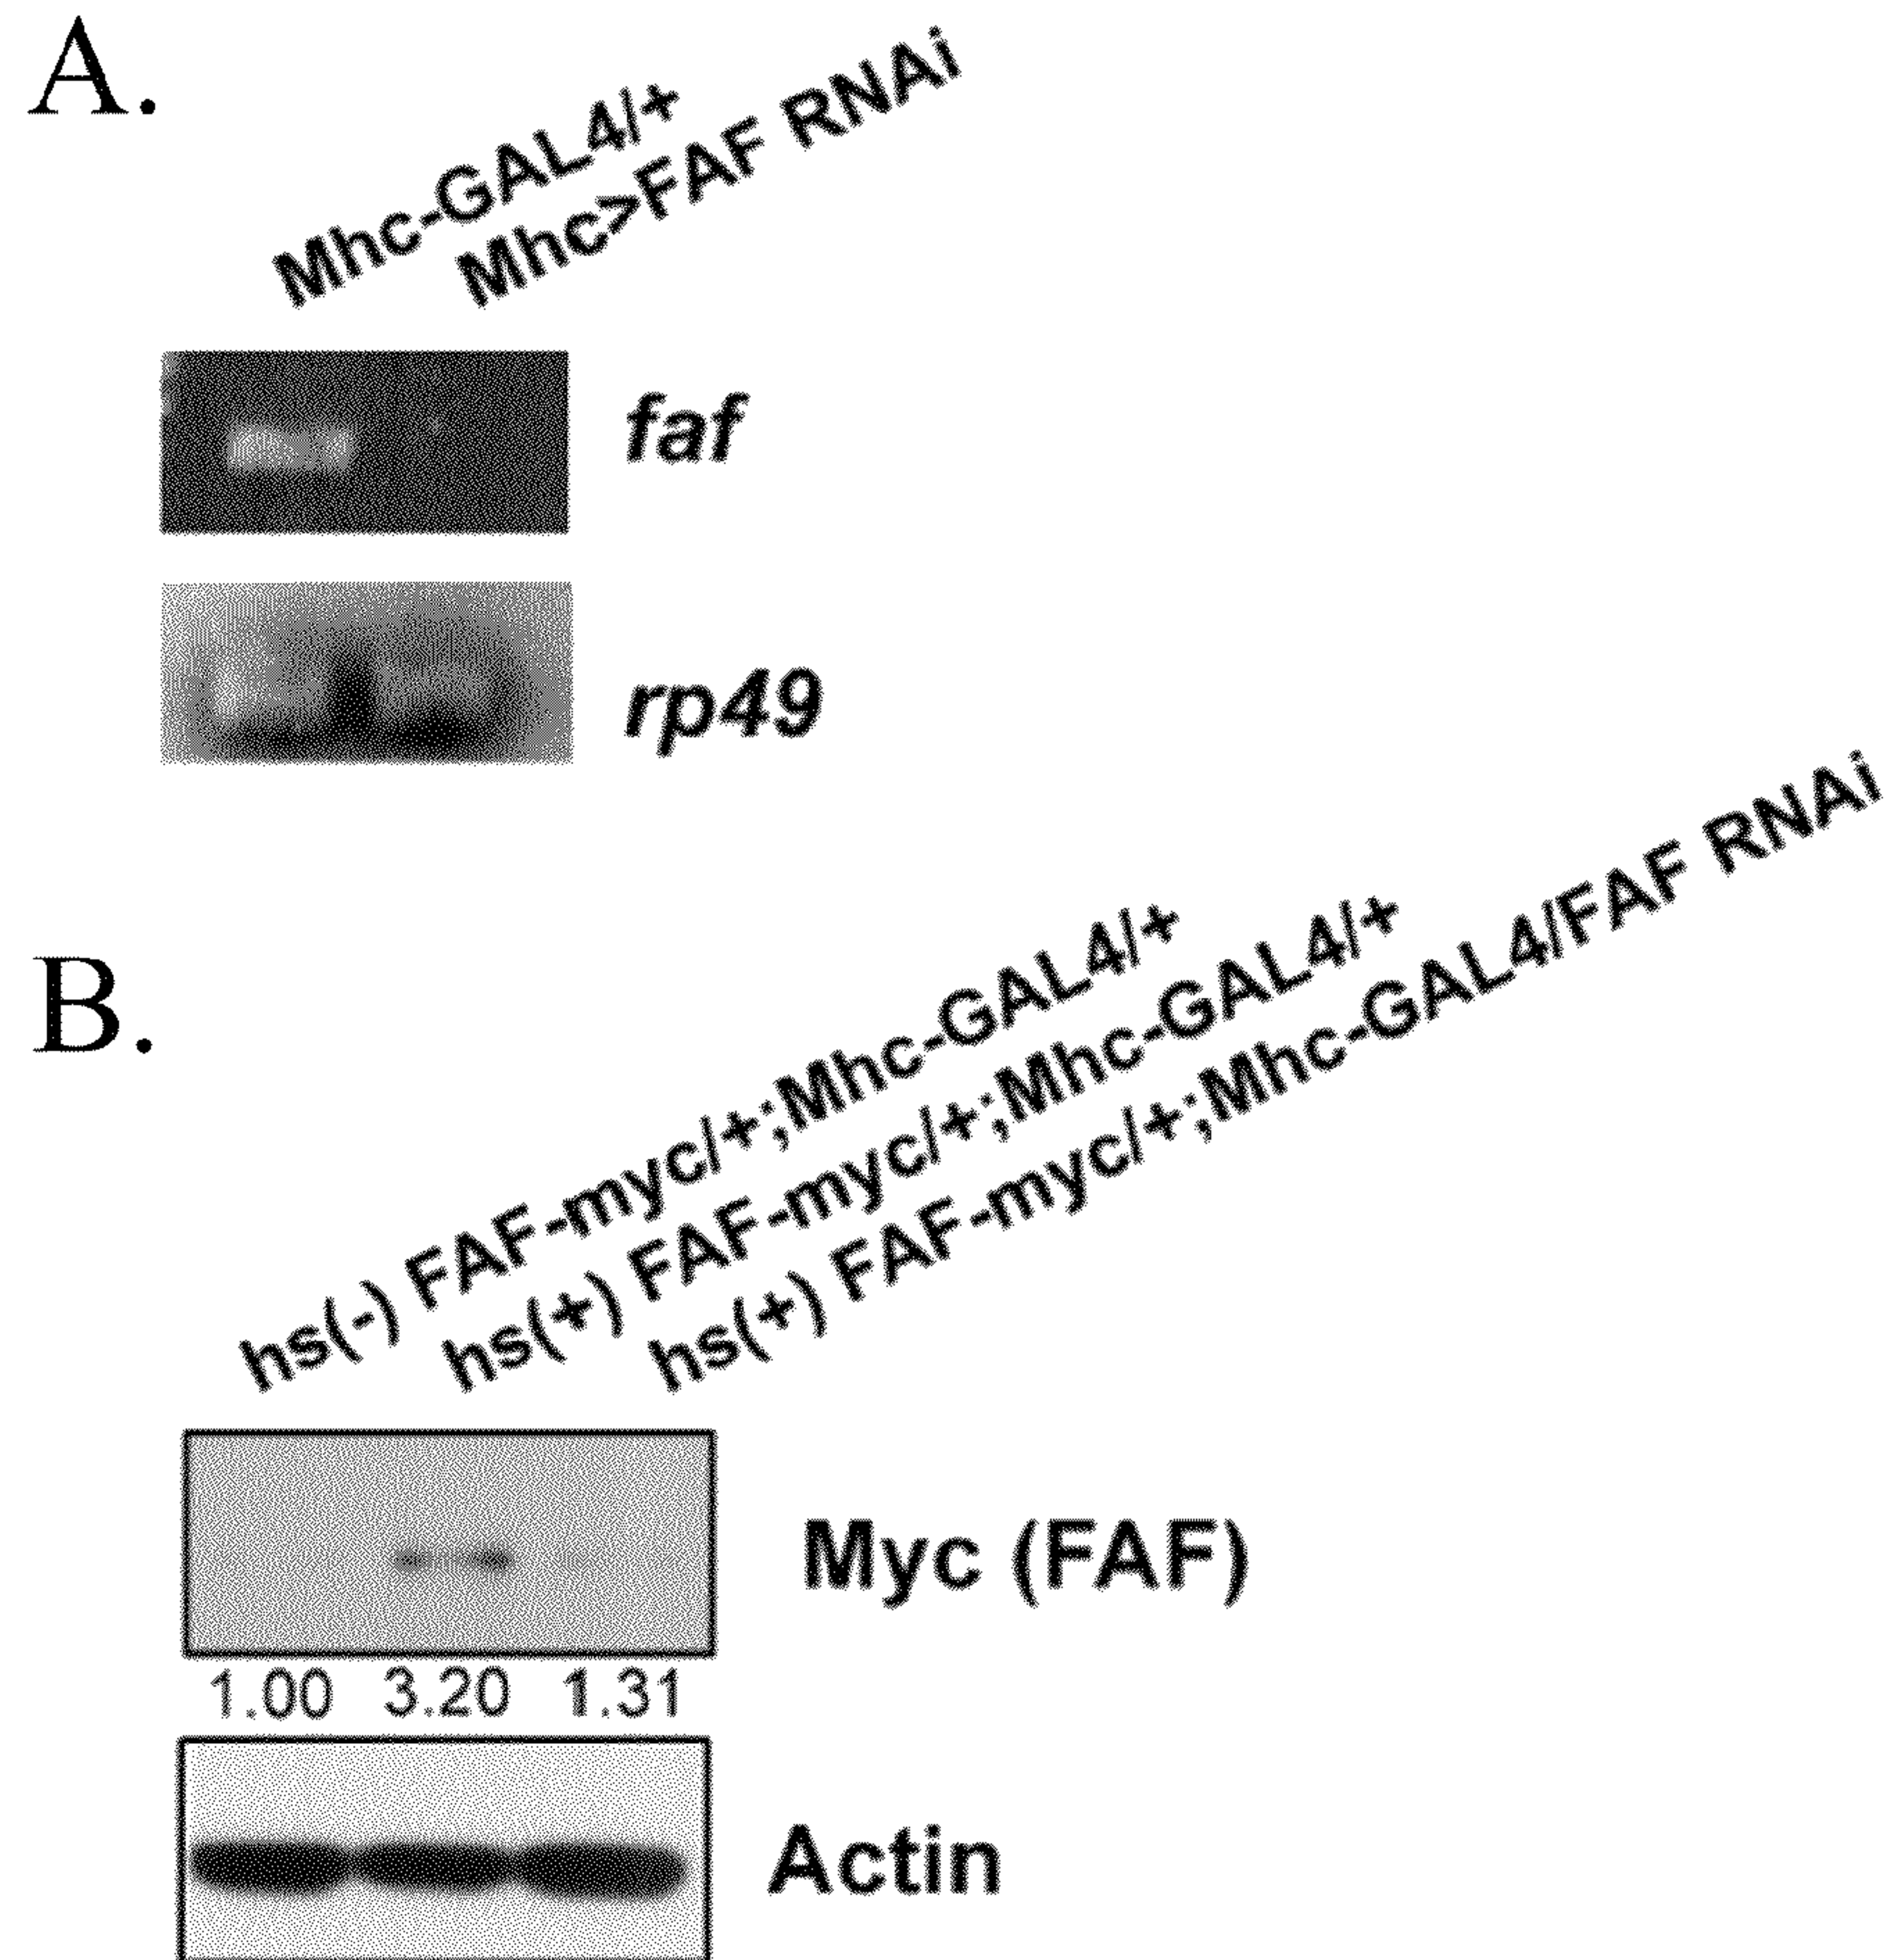 A.
Mhc-GAL4/+
Mhc>FAF RNAi
faf
rp49
B.
hs(-) FAF-myc/+;Mhc-GAL4/+
hs(+) FAF-myc/+;Mhc-GAL4/+
hs(+) FAF-myc/+;Mhc-GAL4/FAF RNAi
Myc (FAF)
1.00 3.20 1.31
Actin